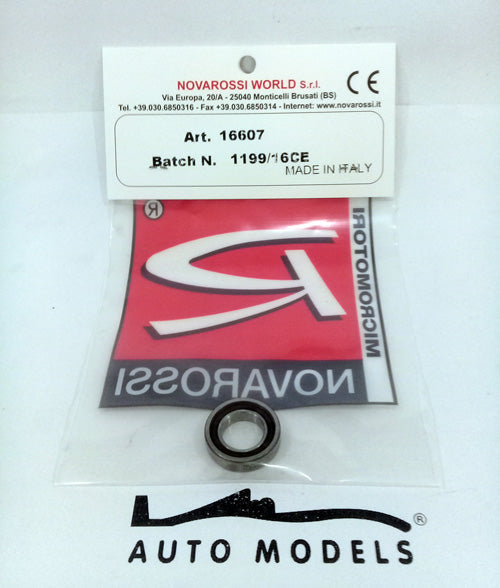 NOVAROSSI WORLD S.r.l.
Via Europa, 20/A - 25040 Monticelli Brusati (BS)
Tel. +39.030.6850316 - Fax +39.030.6850314 - Internet: www.novarossi.it
CE
Art. 16607
Batch N. 1199/16CE
MADE IN ITALY
®
MICROMOTORI
NOVAROSSI
®
AUTO MODELS